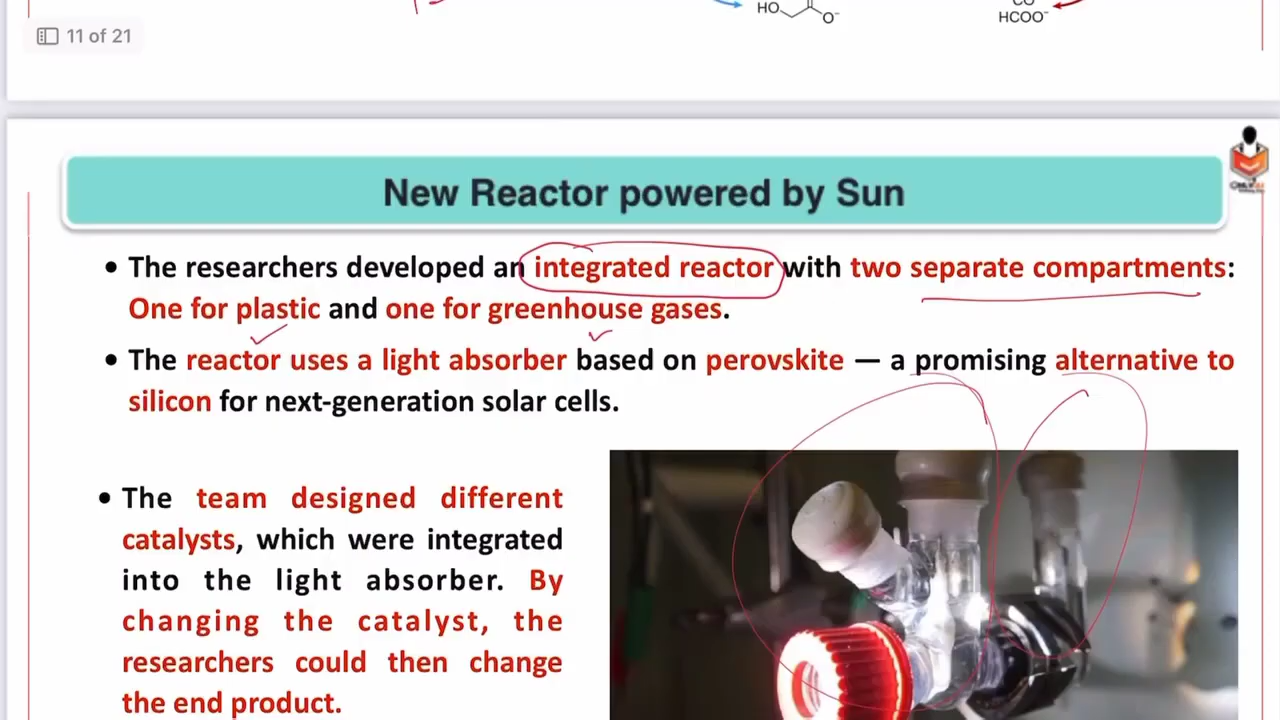 HO
O⁻
HCOO⁻
11 of 21
New Reactor powered by Sun
• The researchers developed an integrated reactor with two separate compartments:
One for plastic and one for greenhouse gases.
• The reactor uses a light absorber based on perovskite — a promising alternative to
silicon for next-generation solar cells.
• The team designed different
catalysts, which were integrated
into the light absorber. By
changing the catalyst, the
researchers could then change
the end product.